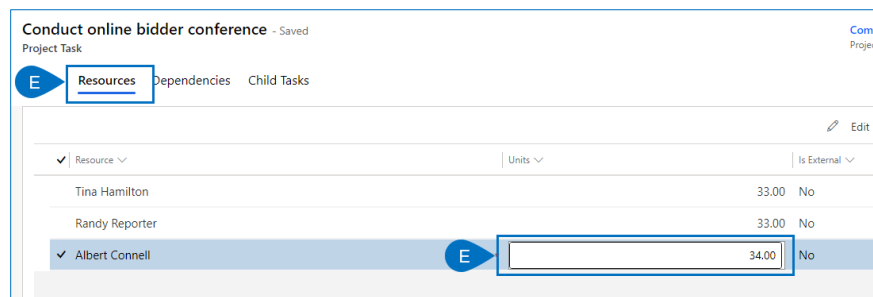 Conduct online bidder conference - Saved
Com
Project Task
Projec
E
Resources Dependencies Child Tasks
Edit
Resource Units Is External
Tina Hamilton 33.00 No
Randy Reporter 33.00 No
Albert Connell E 34.00 No